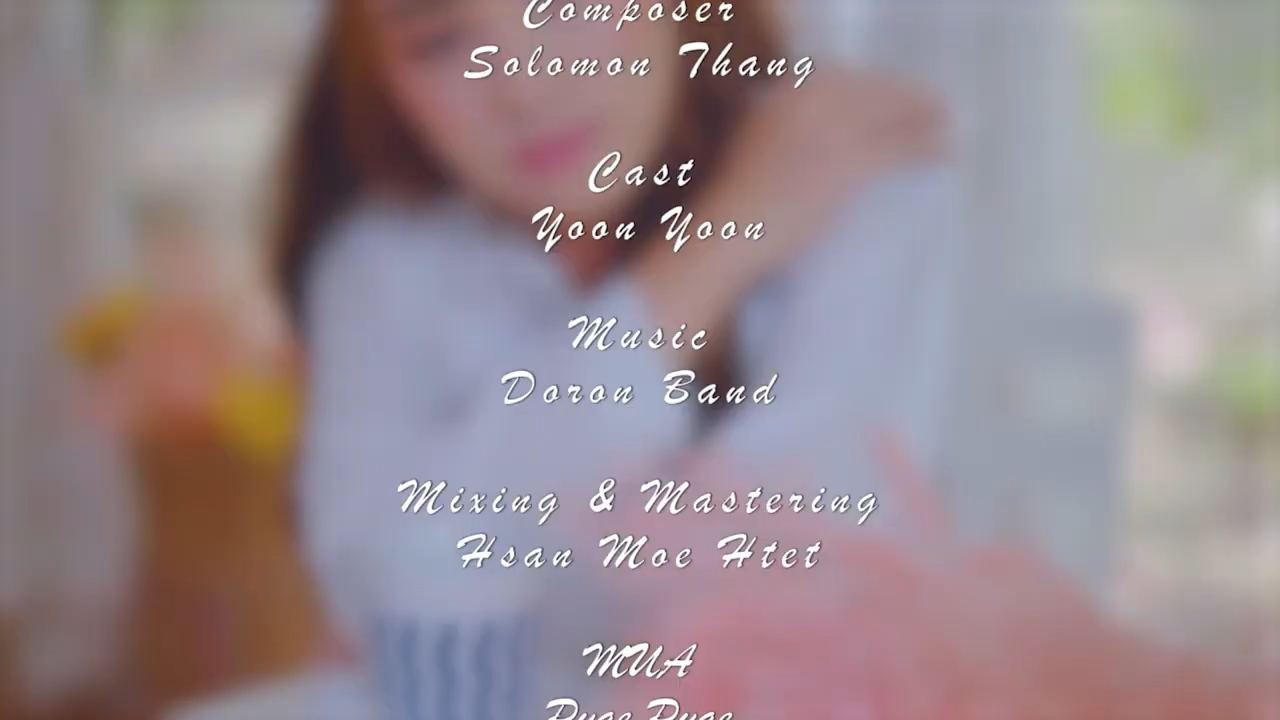 Composer
Solomon Thang
Cast
Yoon Yoon
Music
Doron Band
Mixing & Mastering
Hsan Moe Htet
MUA